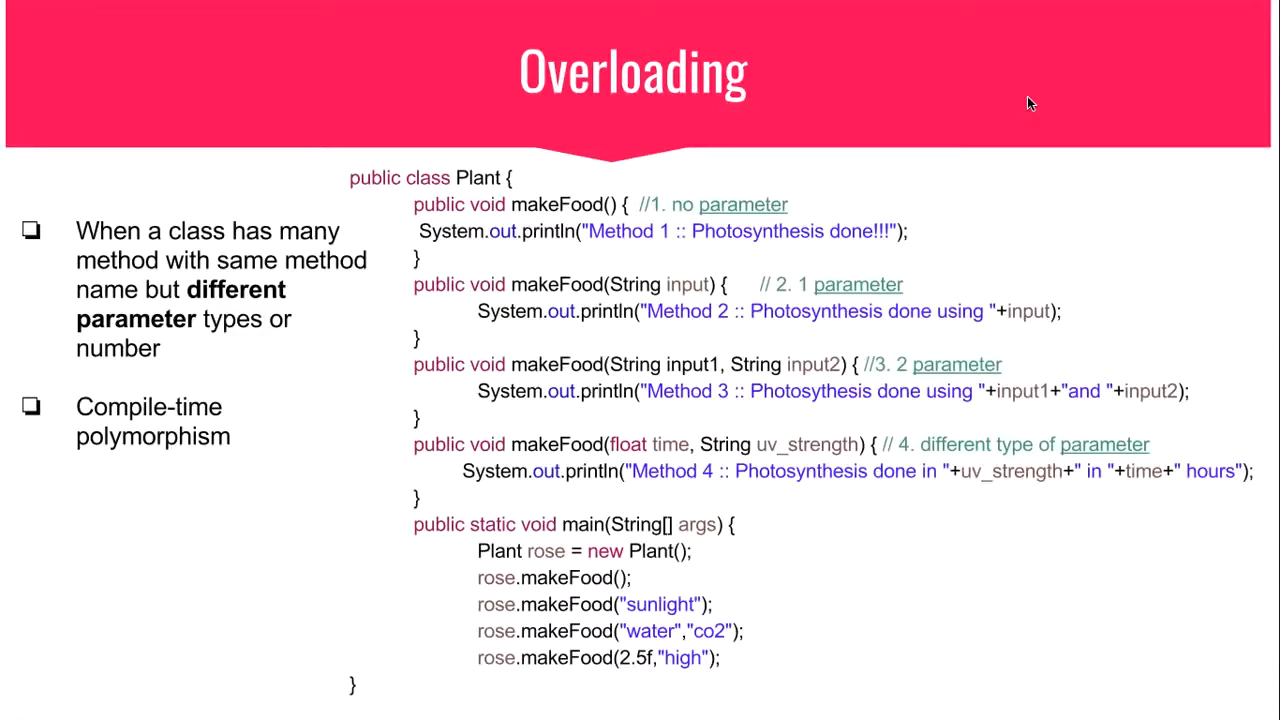 Overloading
When a class has many
method with same method
name but different
parameter types or
number
Compile-time
polymorphism
public class Plant {
public void makeFood() { //1. no parameter
System.out.println("Method 1 :: Photosynthesis done!!!");
}
public void makeFood(String input) { // 2. 1 parameter
System.out.println("Method 2 :: Photosynthesis done using "+input);
}
public void makeFood(String input1, String input2) { //3. 2 parameter
System.out.println("Method 3 :: Photosythesis done using "+input1+"and "+input2);
}
public void makeFood(float time, String uv_strength) { // 4. different type of parameter
System.out.println("Method 4 :: Photosynthesis done in "+uv_strength+" in "+time+" hours");
}
public static void main(String[] args) {
Plant rose = new Plant();
rose.makeFood();
rose.makeFood("sunlight");
rose.makeFood("water","co2");
rose.makeFood(2.5f,"high");
}